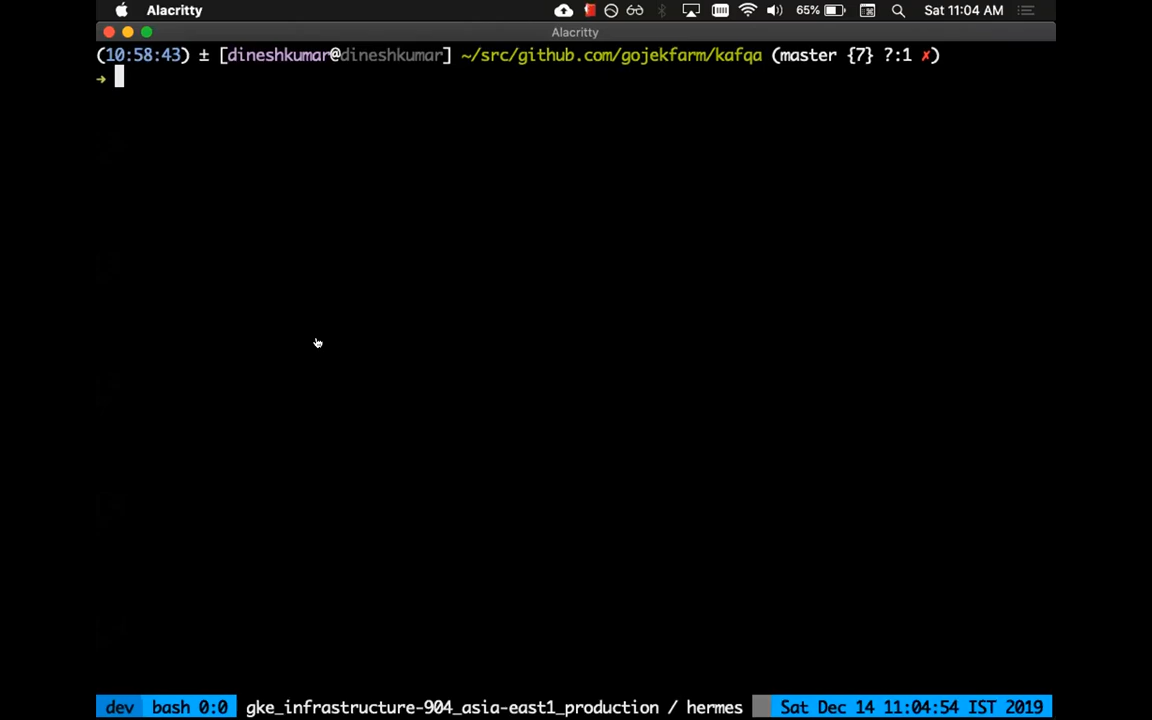 Alacritty 65% Sat 11:04 AM
Alacritty
(10:58:43) ± [dineshkumar@dineshkumar] ~/src/github.com/gojekfarm/kafqa (master {7} ?:1 ✗)
→
dev bash 0:0 gke_infrastructure-904_asia-east1_production / hermes Sat Dec 14 11:04:54 IST 2019